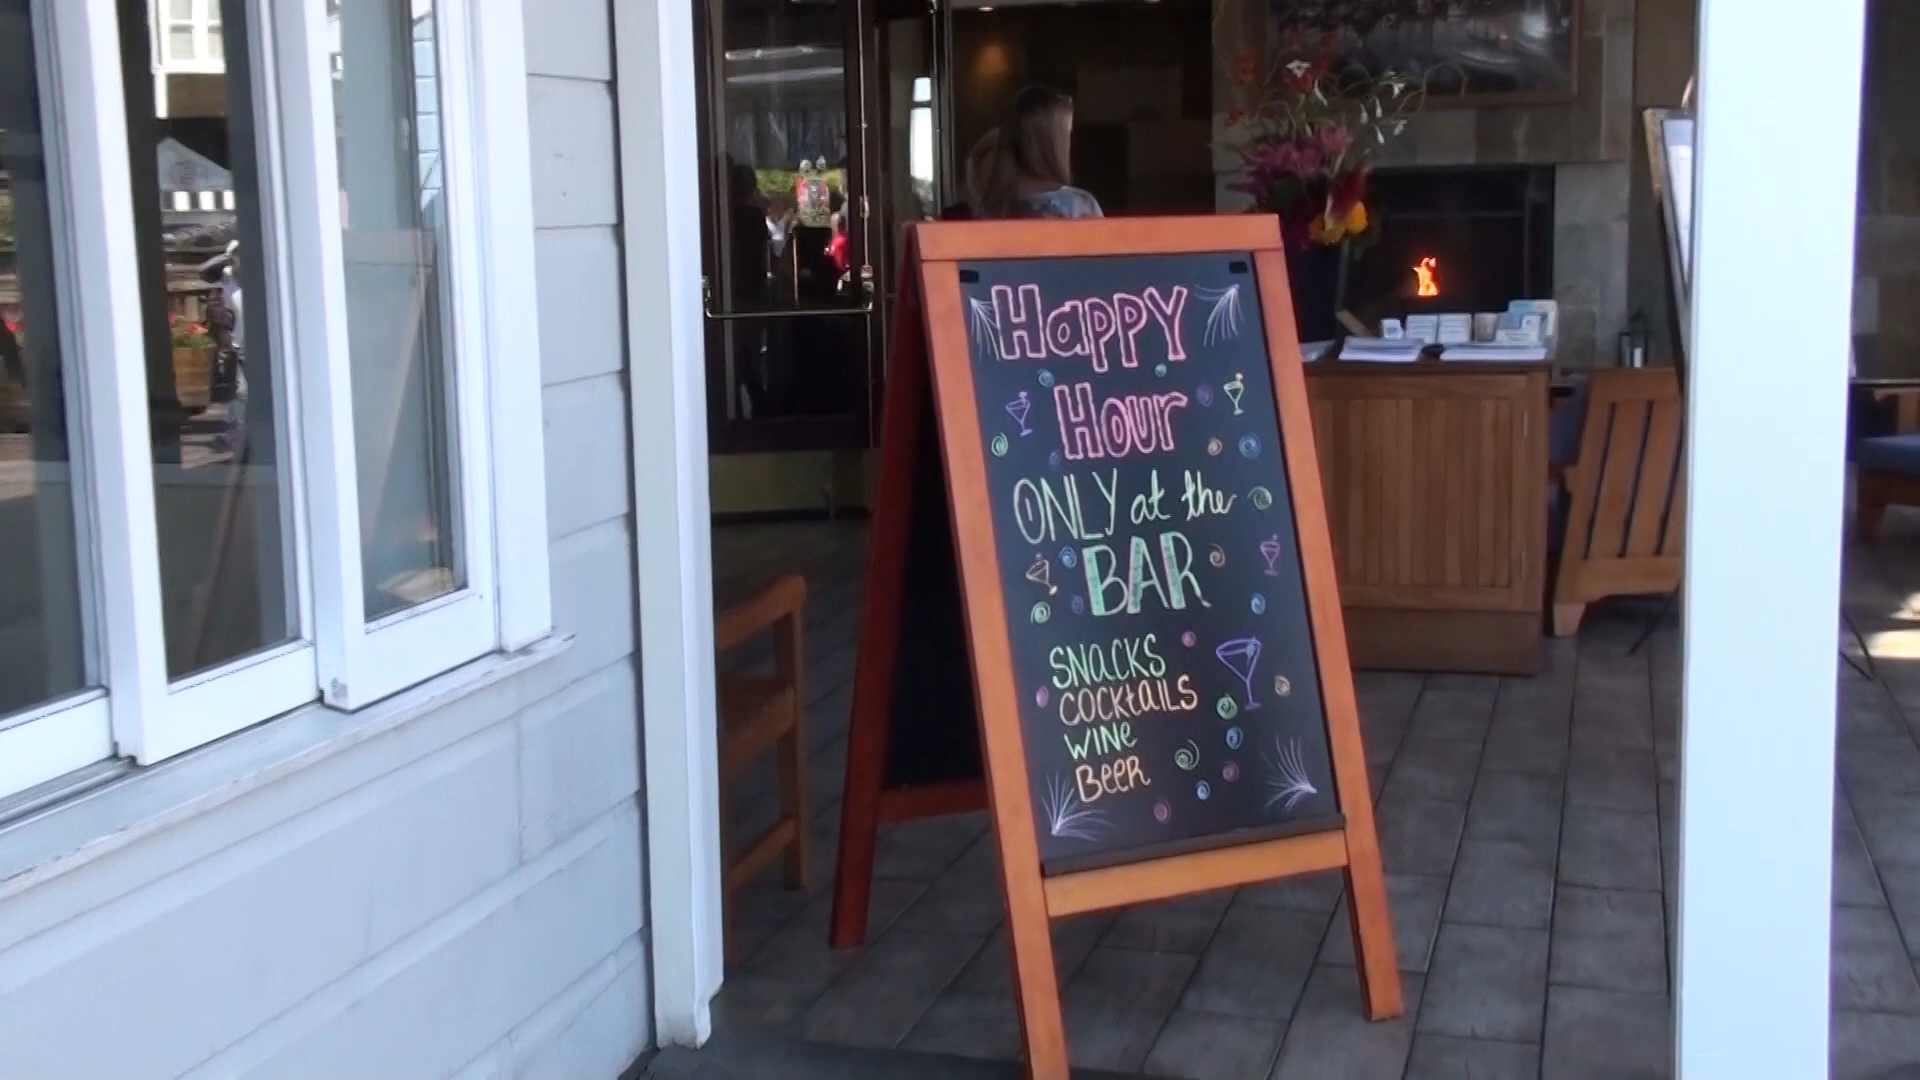 Happy
Hour
ONLY at the
BAR
SNACKS
COCKtaILS
WINe
BeeR